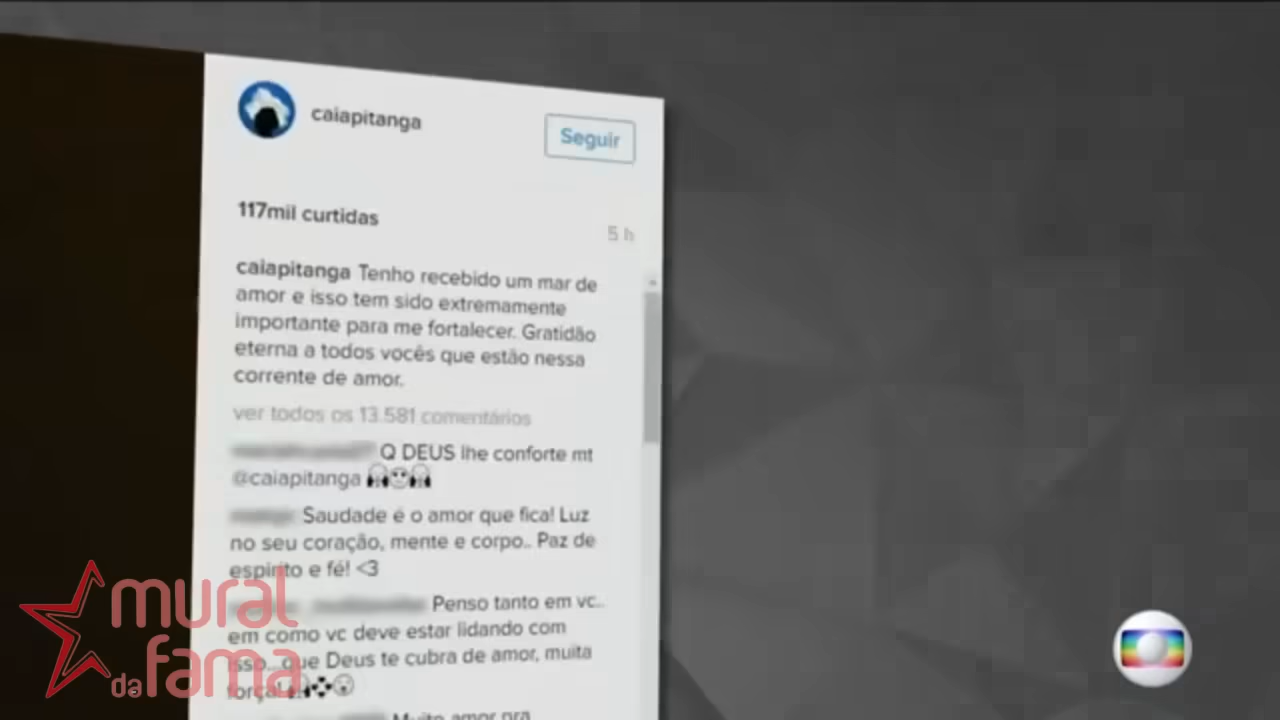 caiapitanga
Seguir
117mil curtidas
5 h
caiapitanga Tenho recebido um mar de
amor e isso tem sido extremamente
importante para me fortalecer. Gratidão
eterna a todos vocês que estão nessa
corrente de amor.
ver todos os 13.581 comentários
Q DEUS lhe conforte mt
@caiapitanga
Saudade é o amor que fica! Luz
no seu coração, mente e corpo.. Paz de
espirito e fé! <3
Penso tanto em vc..
em como vc deve estar lidando com
isso...que Deus te cubra de amor, muita
força!
Muito amor pra
mural
da fama